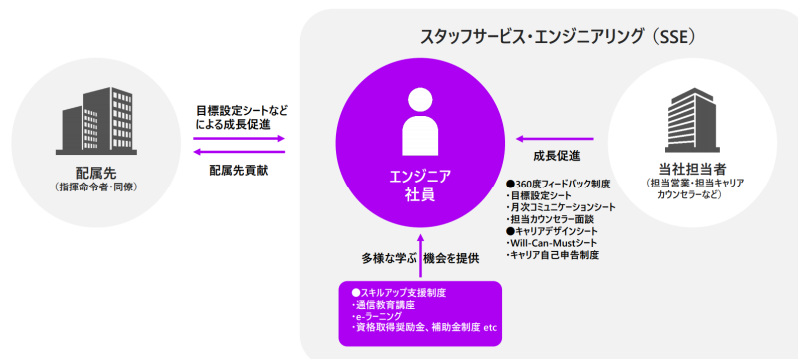 スタッフサービス・エンジニアリング（SSE）
目標設定シートなど
による成長促進
配属先貢献
配属先
（指揮命令者・同僚）
エンジニア
社員
成長促進
●360度フィードバック制度
・目標設定シート
・月次コミュニケーションシート
・担当カウンセラー面談
●キャリアデザインシート
・Will-Can-Mustシート
・キャリア自己申告制度
当社担当者
（担当営業・担当キャリア
カウンセラーなど）
多様な学ぶ 機会を提供
●スキルアップ支援制度
・通信教育講座
・e-ラーニング
・資格取得奨励金、補助金制度 etc